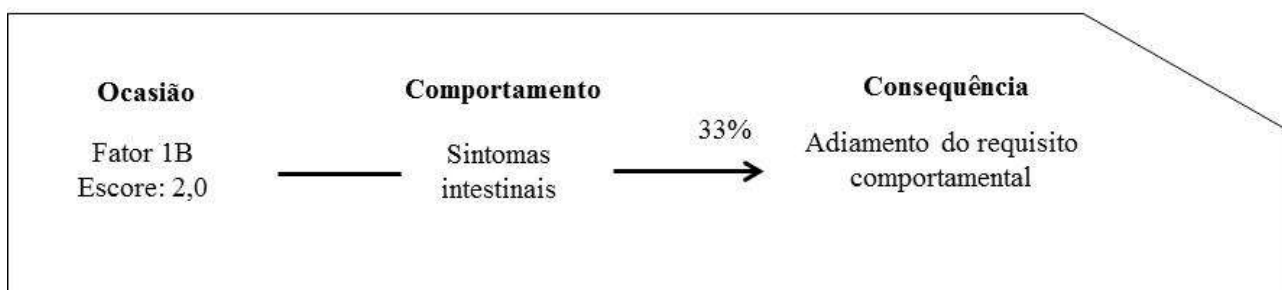 Ocasião
Fator 1B
Escore: 2,0
Comportamento
Sintomas
intestinais
33%
Consequência
Adiamento do requisito
comportamental